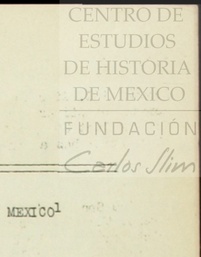 CENTRO DE
ESTUDIOS
DE HISTORIA
DE MEXICO
FUNDACIÓN
Carlos Slim
MEXICO¹